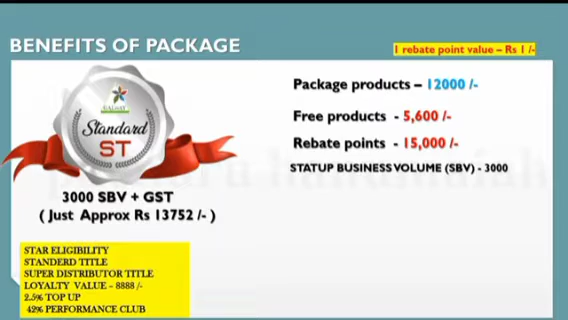 BENEFITS OF PACKAGE
1 rebate point value – Rs 1 /-
GALWAY
Standard
ST
Package products – 12000 /-
Free products - 5,600 /-
Rebate points - 15,000 /-
STATUP BUSINESS VOLUME (SBV) - 3000
3000 SBV + GST
( Just Approx Rs 13752 /- )
STAR ELIGIBILITY
STANDERD TITLE
SUPER DISTRIBUTOR TITLE
LOYALTY VALUE – 8888 /-
2.5% TOP UP
42% PERFORMANCE CLUB